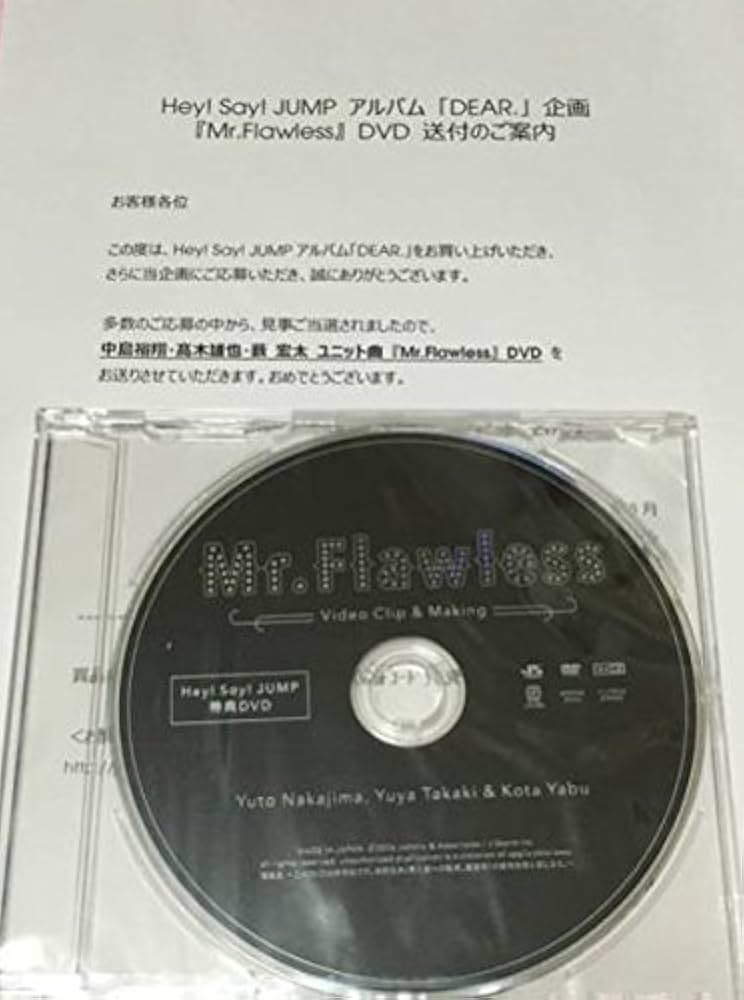 Hey! Say! JUMP アルバム「DEAR.」企画
『Mr.Flawless』 DVD 送付のご案内
お客様各位
この度は、Hey! Say! JUMP アルバム「DEAR.」をお買い上げいただき、
さらに当企画にご応募いただき、誠にありがとうございます。
多数のご応募の中から、見事ご当選されましたので、
中島裕翔・髙木雄也・薮 宏太 ユニット曲 『Mr.Flawless』 DVD を
お送りさせていただきます。おめでとうございます。
月
Mr.Flawless
Video Clip & Making
Hey! Say! JUMP
特典DVD
DVD
Yuto Nakajima, Yuya Takaki & Kota Yabu
http:/